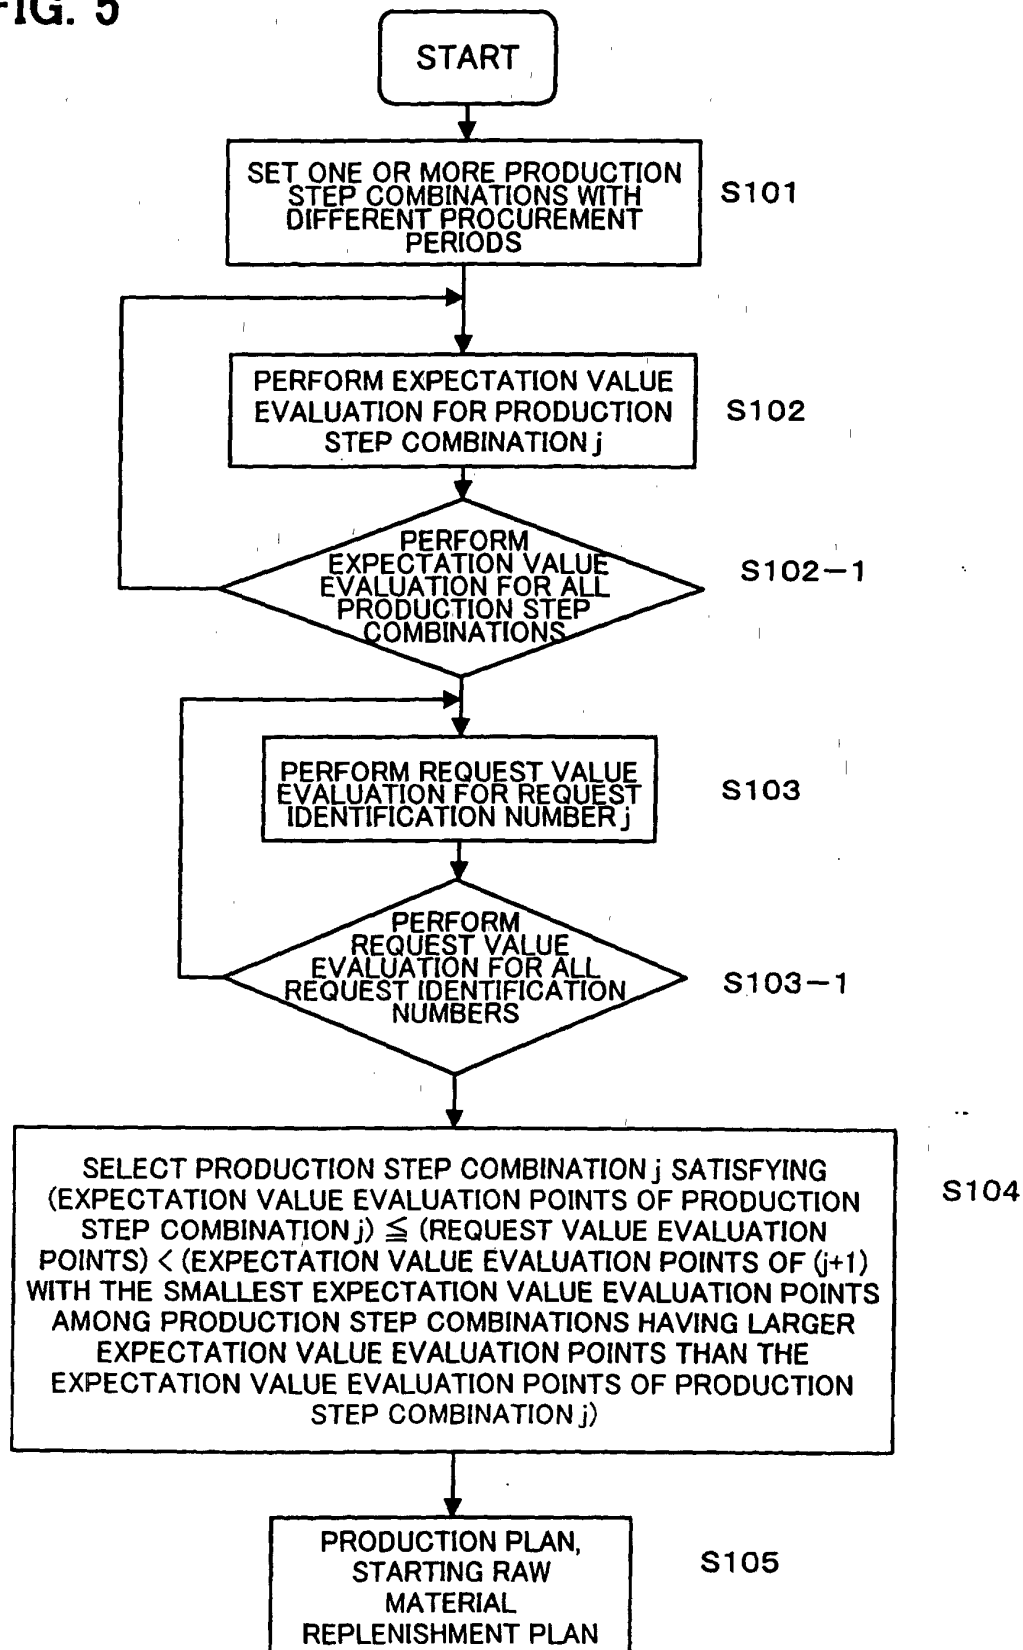 FIG. 5
START
SET ONE OR MORE PRODUCTION
STEP COMBINATIONS WITH
DIFFERENT PROCUREMENT
PERIODS
S101
PERFORM EXPECTATION VALUE
EVALUATION FOR PRODUCTION
STEP COMBINATION j
S102
PERFORM
EXPECTATION VALUE
EVALUATION FOR ALL
PRODUCTION STEP
COMBINATIONS
S102-1
PERFORM REQUEST VALUE
EVALUATION FOR REQUEST
IDENTIFICATION NUMBER j
S103
PERFORM
REQUEST VALUE
EVALUATION FOR ALL
REQUEST IDENTIFICATION
NUMBERS
S103-1
SELECT PRODUCTION STEP COMBINATION j SATISFYING
(EXPECTATION VALUE EVALUATION POINTS OF PRODUCTION
STEP COMBINATION j) ≦ (REQUEST VALUE EVALUATION
POINTS) < (EXPECTATION VALUE EVALUATION POINTS OF (j+1)
WITH THE SMALLEST EXPECTATION VALUE EVALUATION POINTS
AMONG PRODUCTION STEP COMBINATIONS HAVING LARGER
EXPECTATION VALUE EVALUATION POINTS THAN THE
EXPECTATION VALUE EVALUATION POINTS OF PRODUCTION
STEP COMBINATION j)
S104
PRODUCTION PLAN,
STARTING RAW
MATERIAL
REPLENISHMENT PLAN
S105